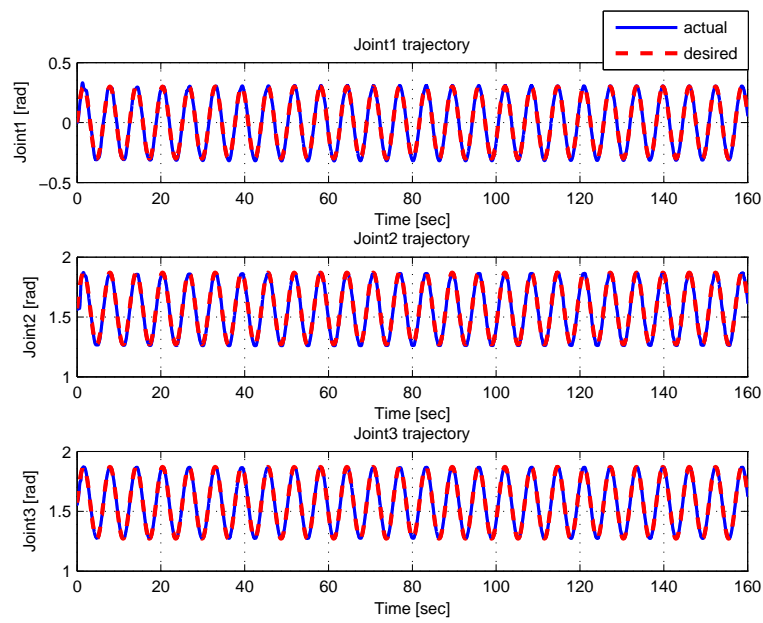 actual
desired
Joint1 trajectory
Joint1 [rad]
0.5
0
−0.5
0 20 40 60 80 100 120 140 160
Time [sec]
Joint2 trajectory
Joint2 [rad]
2
1.5
1
0 20 40 60 80 100 120 140 160
Time [sec]
Joint3 trajectory
Joint3 [rad]
2
1.5
1
0 20 40 60 80 100 120 140 160
Time [sec]